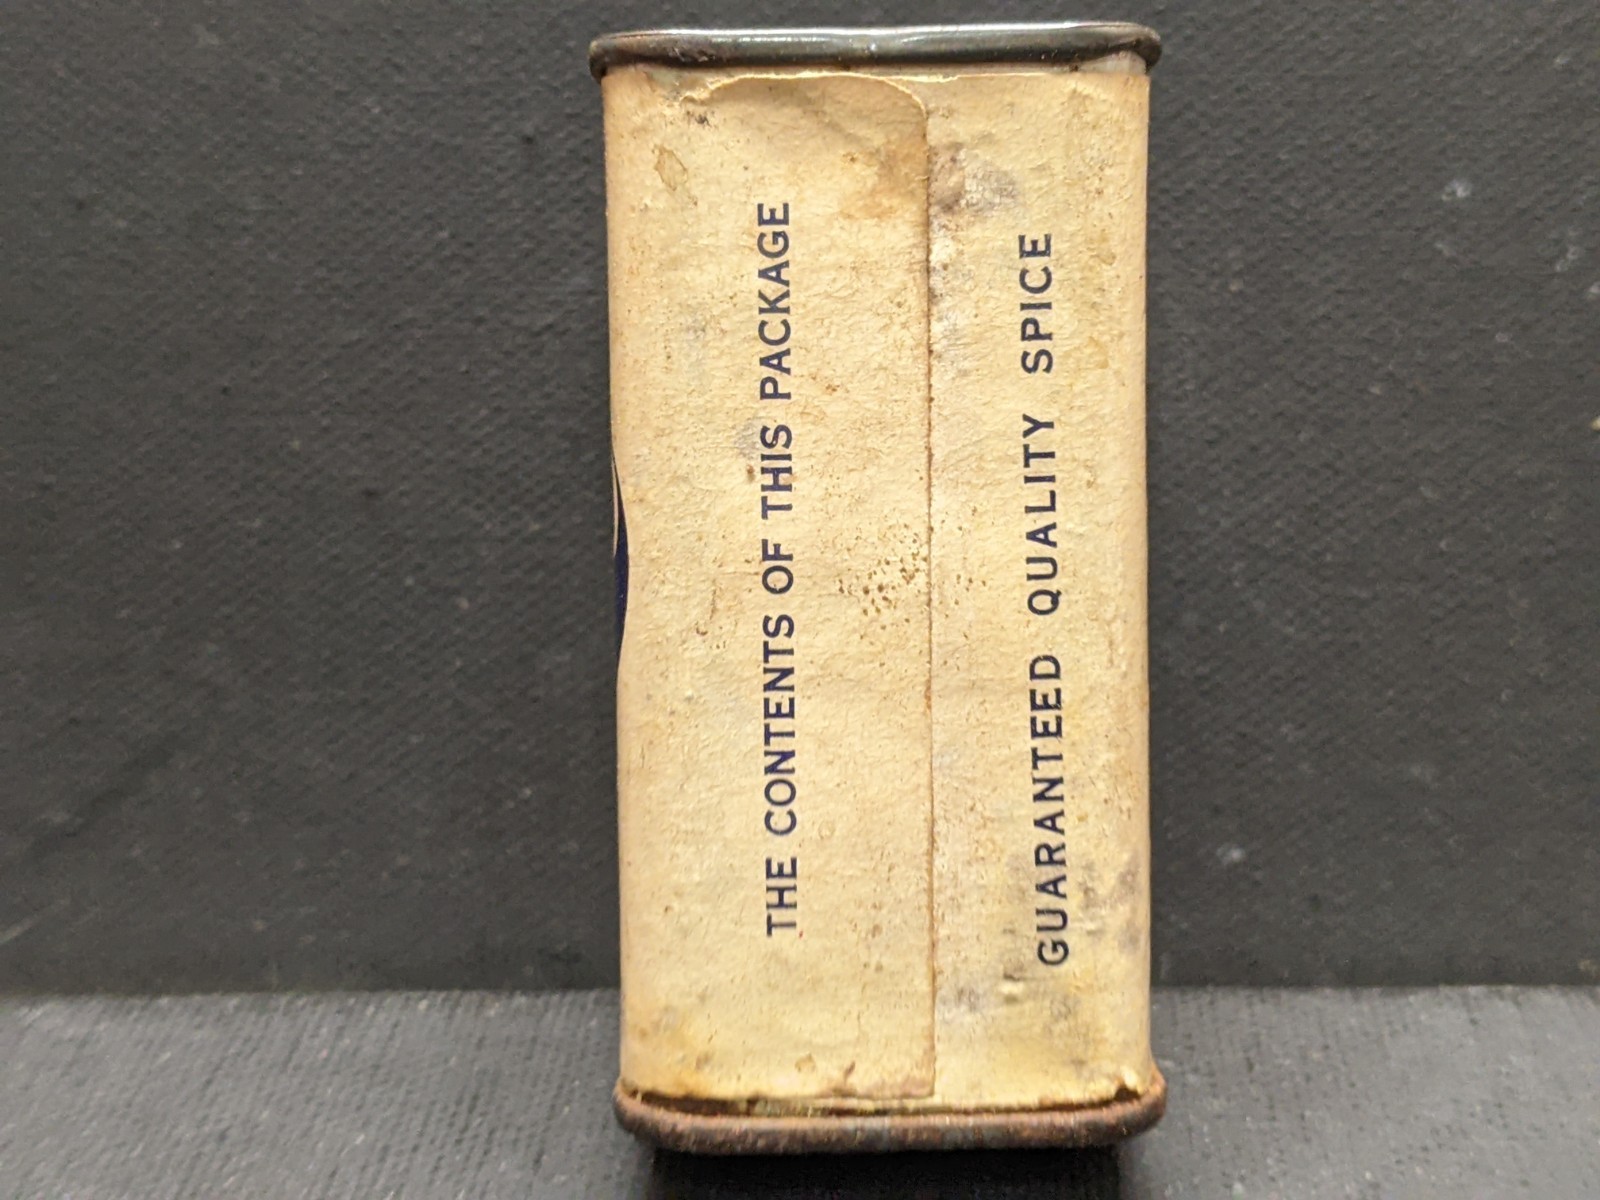 THE CONTENTS OF THIS PACKAGE
GUARANTEED QUALITY SPICE